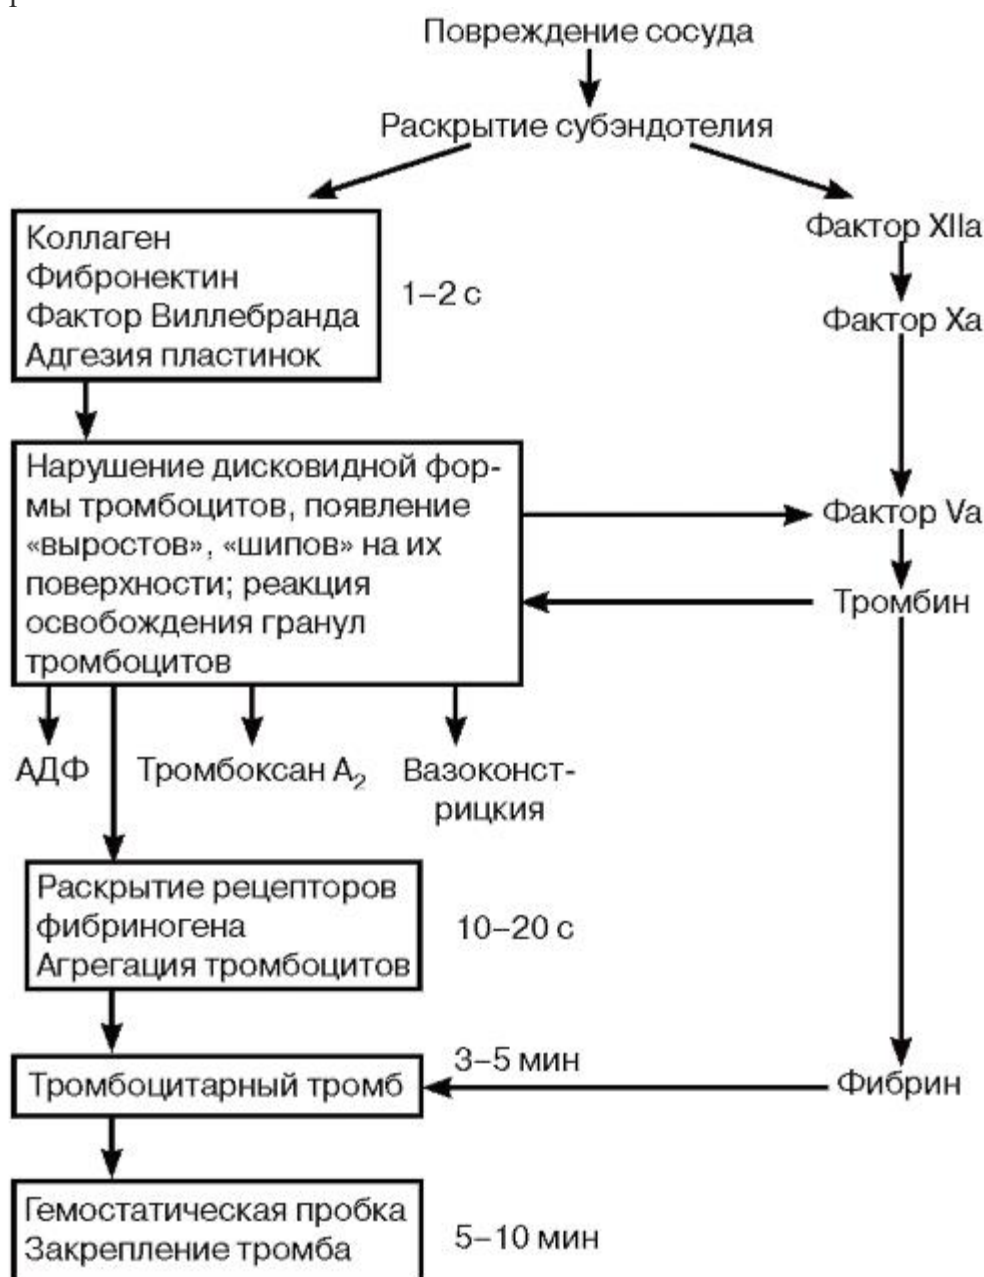 Повреждение сосуда
Раскрытие субэндотелия
Коллаген
Фибронектин
Фактор Виллебранда
Адгезия пластинок
1–2 с
Фактор XIIa
Фактор Xa
Нарушение дисковидной фор-
мы тромбоцитов, появление
«выростов», «шипов» на их
поверхности; реакция
освобождения гранул
тромбоцитов
Фактор Va
Тромбин
АДФ
Тромбоксан A₂
Вазоконст-
рицкия
Раскрытие рецепторов
фибриногена
Агрегация тромбоцитов
10–20 с
Тромбоцитарный тромб
3–5 мин
Фибрин
Гемостатическая пробка
Закрепление тромба
5–10 мин